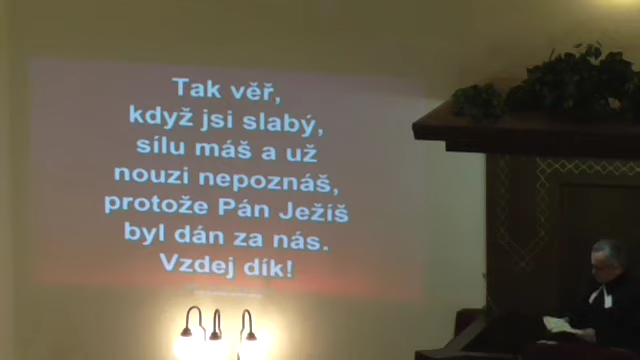 Tak věř,
když jsi slabý,
sílu máš a už
nouzi nepoznáš,
protože Pán Ježíš
byl dán za nás.
Vzdej dík!